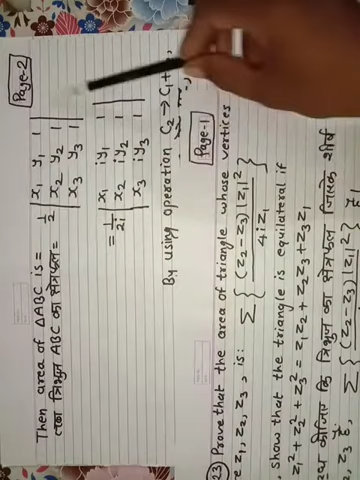 Page-2
Then area of ΔABC is = 1/2 | x1 y1 1 |
तब त्रिभुज ABC का क्षेत्रफल = | x2 y2 1 |
| x3 y3 1 |
= 1/2i | x1 iy1 1 |
| x2 iy2 1 |
| x3 iy3 1 |
By using operation C2 → C1 +
Page-1
23) Prove that the area of triangle whose vertices
e z1, z2, z3, is: Σ { (z2 - z3) |z1|² / 4iz1 }
. Show that the triangle is equilateral if
z1² + z2² + z3² = z1z2 + z2z3 + z3z1
कीजिए कि त्रिभुज का क्षेत्रफल जिसके शीर्ष
z2, z3 है, Σ { (z2 - z3) |z1|² है